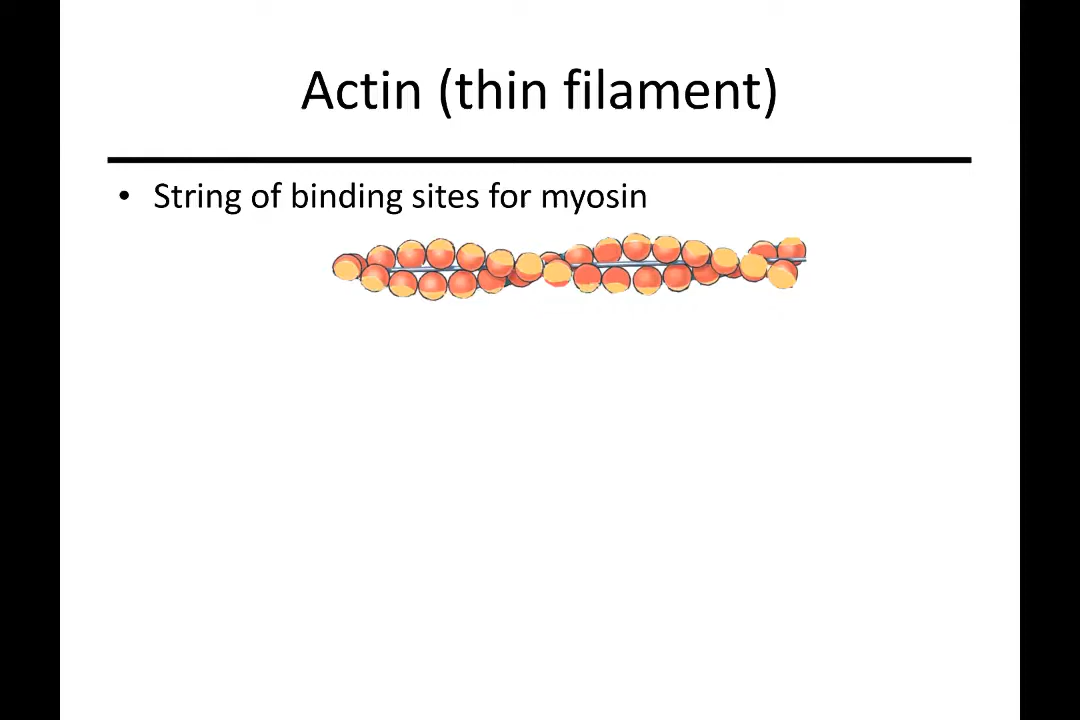 Actin (thin filament)
• String of binding sites for myosin